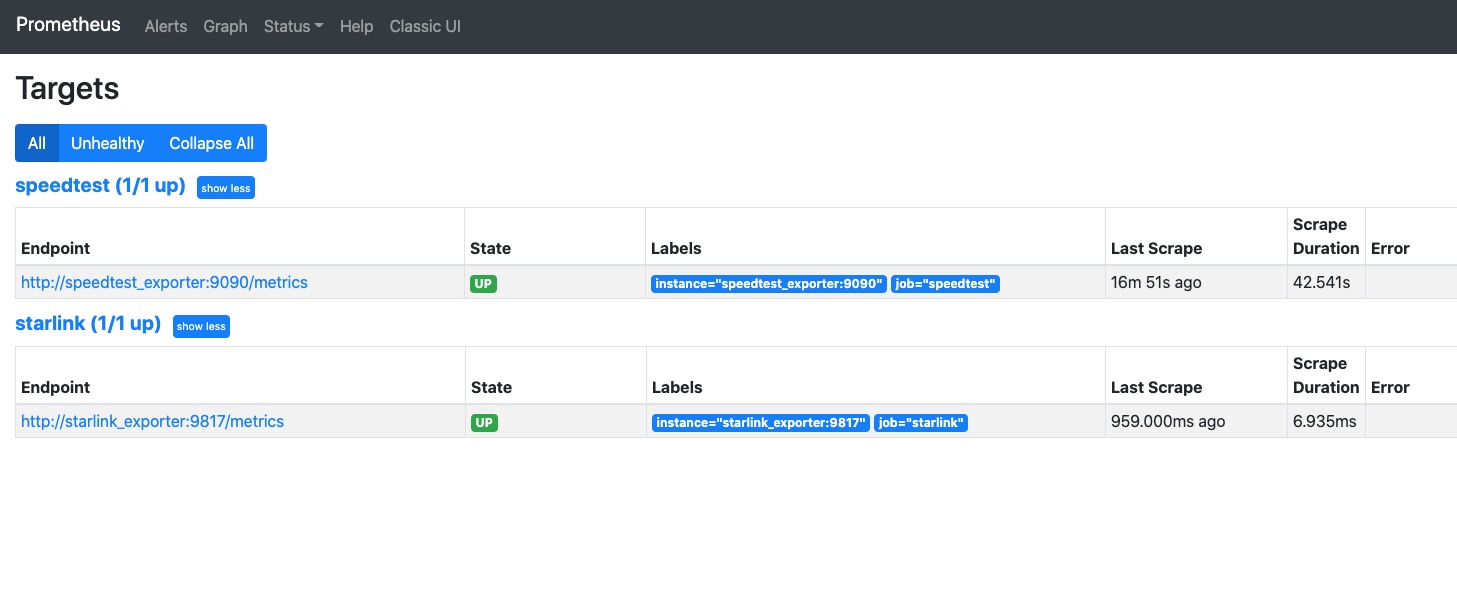 Prometheus Alerts Graph Status Help Classic UI
Targets
All Unhealthy Collapse All
speedtest (1/1 up) show less
Endpoint State Labels Last Scrape Scrape Duration Error
http://speedtest_exporter:9090/metrics UP instance="speedtest_exporter:9090" job="speedtest" 16m 51s ago 42.541s
starlink (1/1 up) show less
Endpoint State Labels Last Scrape Scrape Duration Error
http://starlink_exporter:9817/metrics UP instance="starlink_exporter:9817" job="starlink" 959.000ms ago 6.935ms